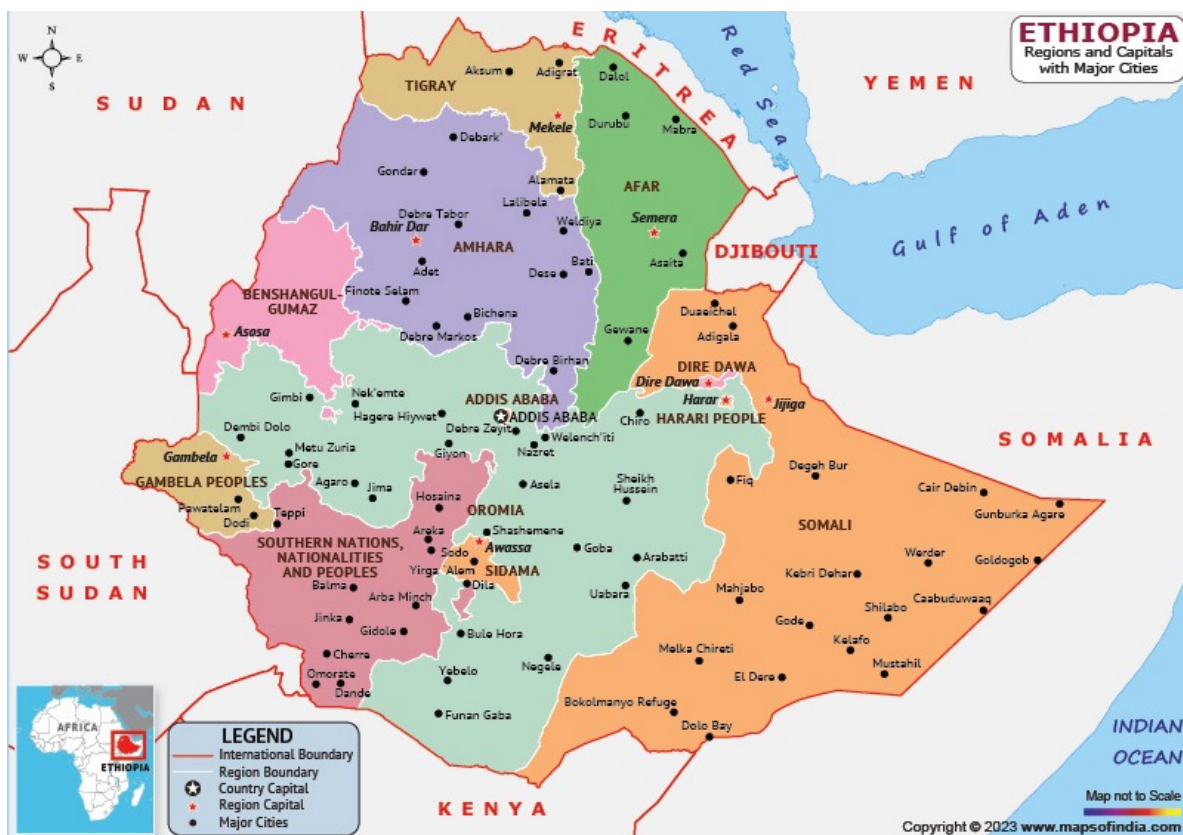 ETHIOPIA
Regions and Capitals
with Major Cities
N
W
E
S
SUDAN
ERITREA
Red Sea
YEMEN
TIGRAY
Aksum
Adigrat
Dalol
Mekele
Durubu
Mabra
Debark'
Gondar
Alamata
AFAR
Lalibela
Debre Tabor
Weldiya
Semera
Bahir Dar
AMHARA
Gulf of Aden
DJIBOUTI
Adet
Dese
Bati
Asaita
BENSHANGUL-
GUMAZ
Finote Selam
Bichena
Duaeichel
Asosa
Debre Markos
Gewane
Adigala
Debre Birhan
DIRE DAWA
Dire Dawa
Gimbi
Nek'emte
ADDIS ABABA
Harar
Jijiga
Hagere Hiywet
ADDIS ABABA
Chiro
HARARI PEOPLE
Debre Zeyit
Dembi Dolo
Metu Zuria
Welench'iti
SOMALIA
Gambela
Gore
Giyon
Nazret
GAMBELA PEOPLES
Agaro
Jima
Asela
Sheikh
Hussein
Fiq
Degeh Bur
Cair Debin
Pawatelam
Hosaina
Gunburka Agare
Dodi
Teppi
OROMIA
SOMALI
SOUTHERN NATIONS,
NATIONALITIES
AND PEOPLES
Areka
Shashemene
Awassa
Sodo
Goba
Arabatti
Werder
Goldogob
SOUTH
SUDAN
Yirga 'Alem
SIDAMA
Kebri Dehar
Balma
Dila
Uabara
Mahjabo
Caabuduwaaq
Arba Minch
Shilabo
Jinka
Gidole
Bule Hora
Gode
Kelafo
Cherre
Negele
Melka Chireti
Mustahil
Omorate
Dande
Yebelo
El Dere
Bokolmanyo Refuge
Funan Gaba
Dolo Bay
INDIAN
OCEAN
KENYA
AFRICA
ETHIOPIA
LEGEND
International Boundary
Region Boundary
Country Capital
Region Capital
Major Cities
Map not to Scale
Copyright © 2023 www.mapsofindia.com